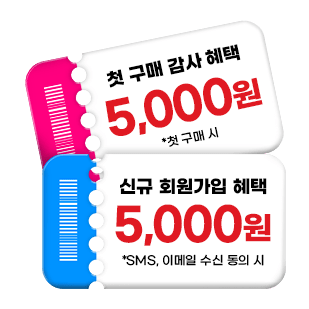 첫 구매 감사 혜택
5,000원
*첫 구매 시
신규 회원가입 혜택
5,000원
*SMS, 이메일 수신 동의 시